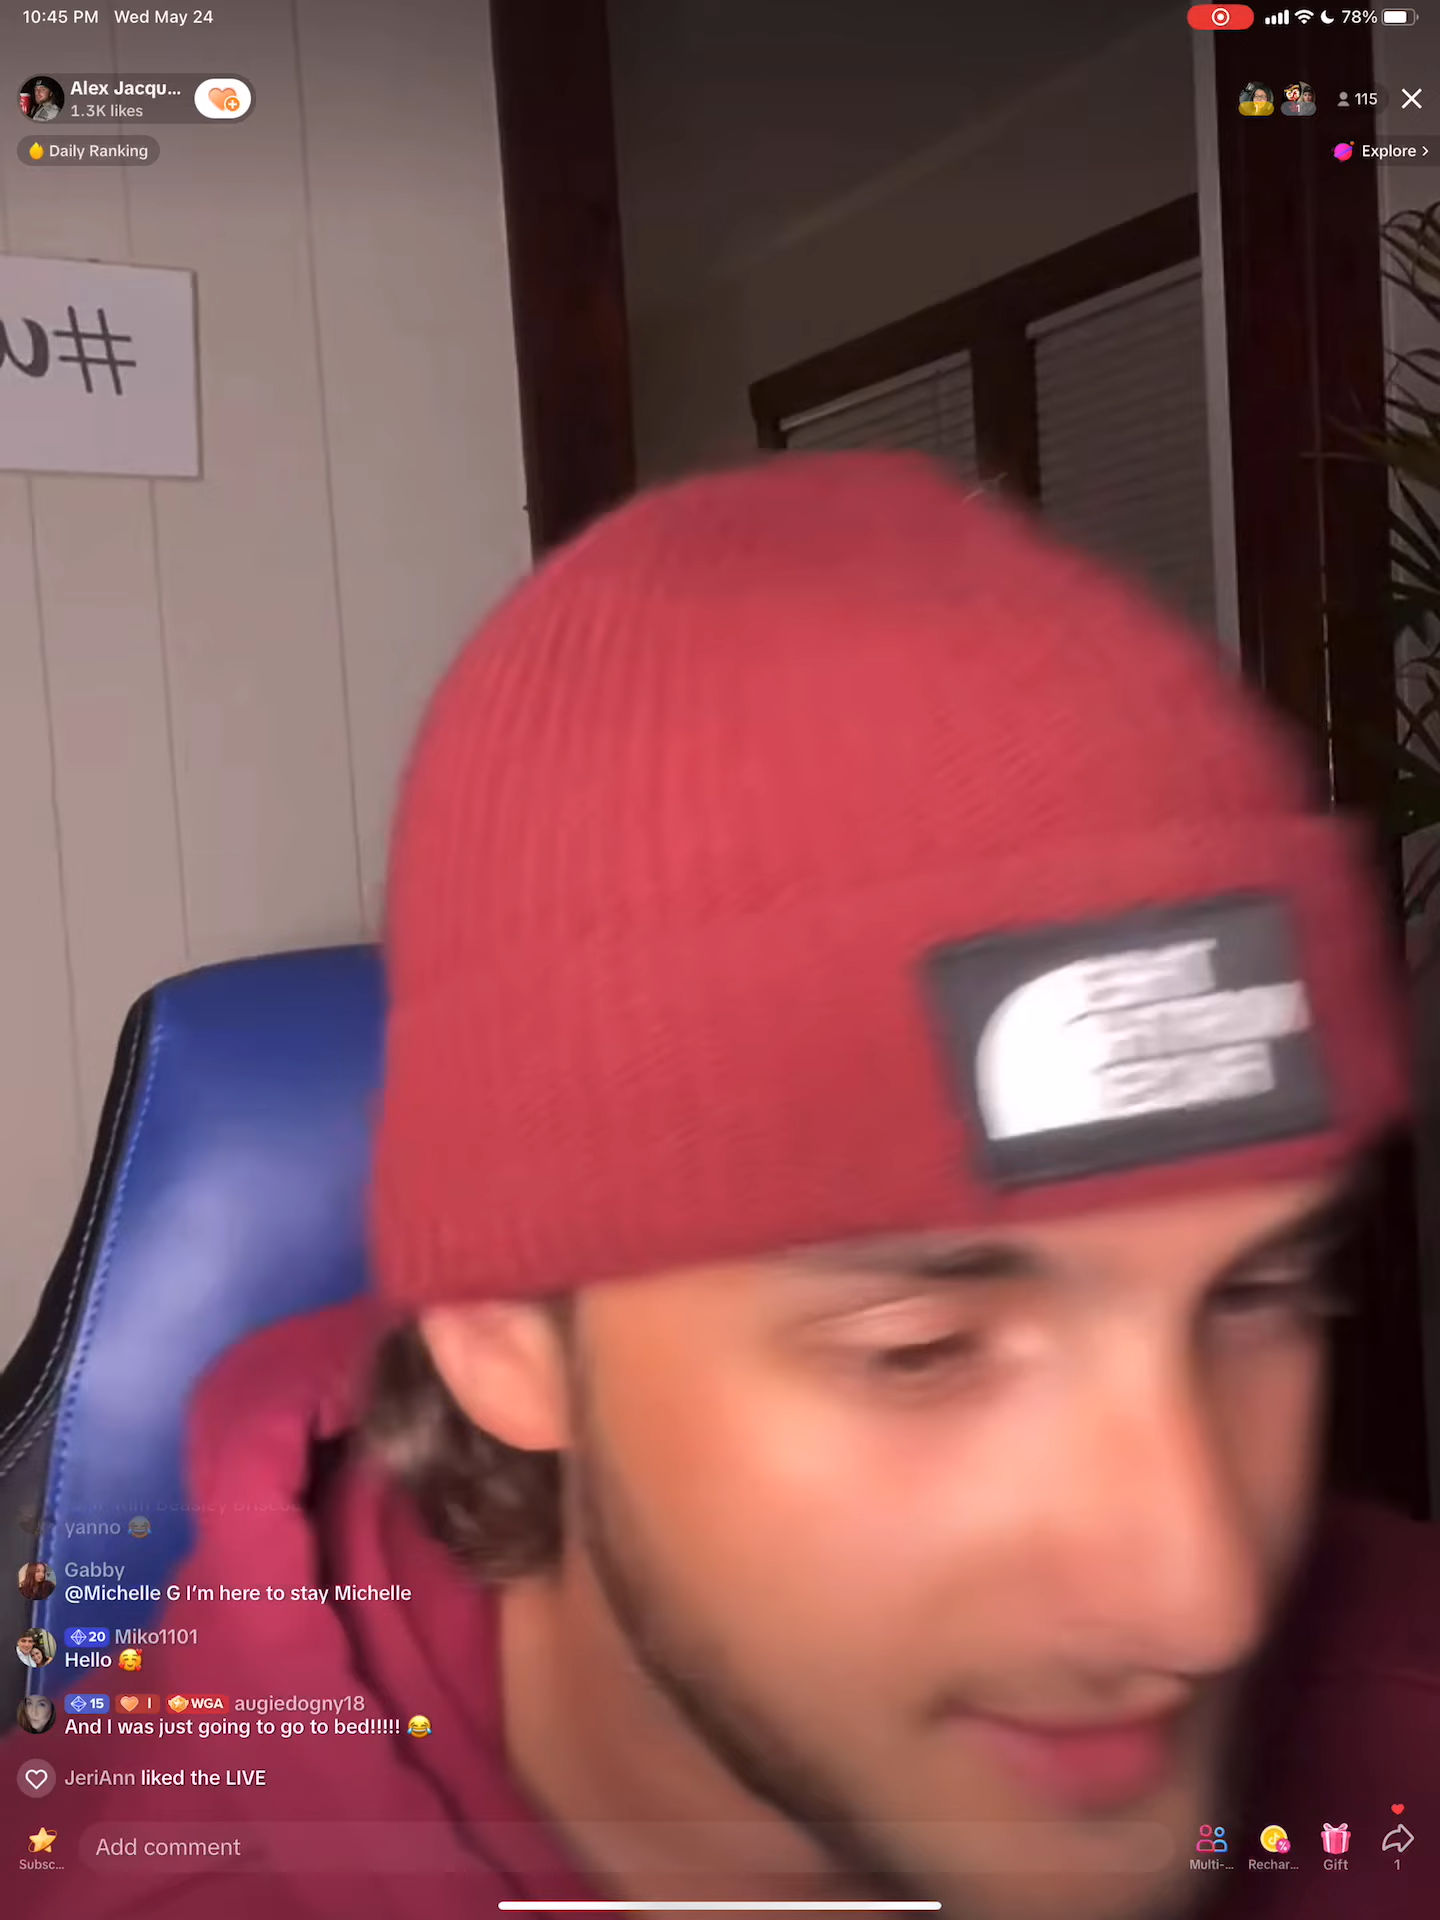 10:45 PM Wed May 24
78%
Alex Jacqu...
1.3K likes
115
Daily Ranking
Explore >
#
yanno 😂
Gabby
@Michelle G I'm here to stay Michelle
20 Miko1101
Hello 🥰
15 I WGA augiedogny18
And I was just going to go to bed!!!!! 😂
JeriAnn liked the LIVE
Add comment
Subsc...
Multi-...
Rechar...
Gift
1